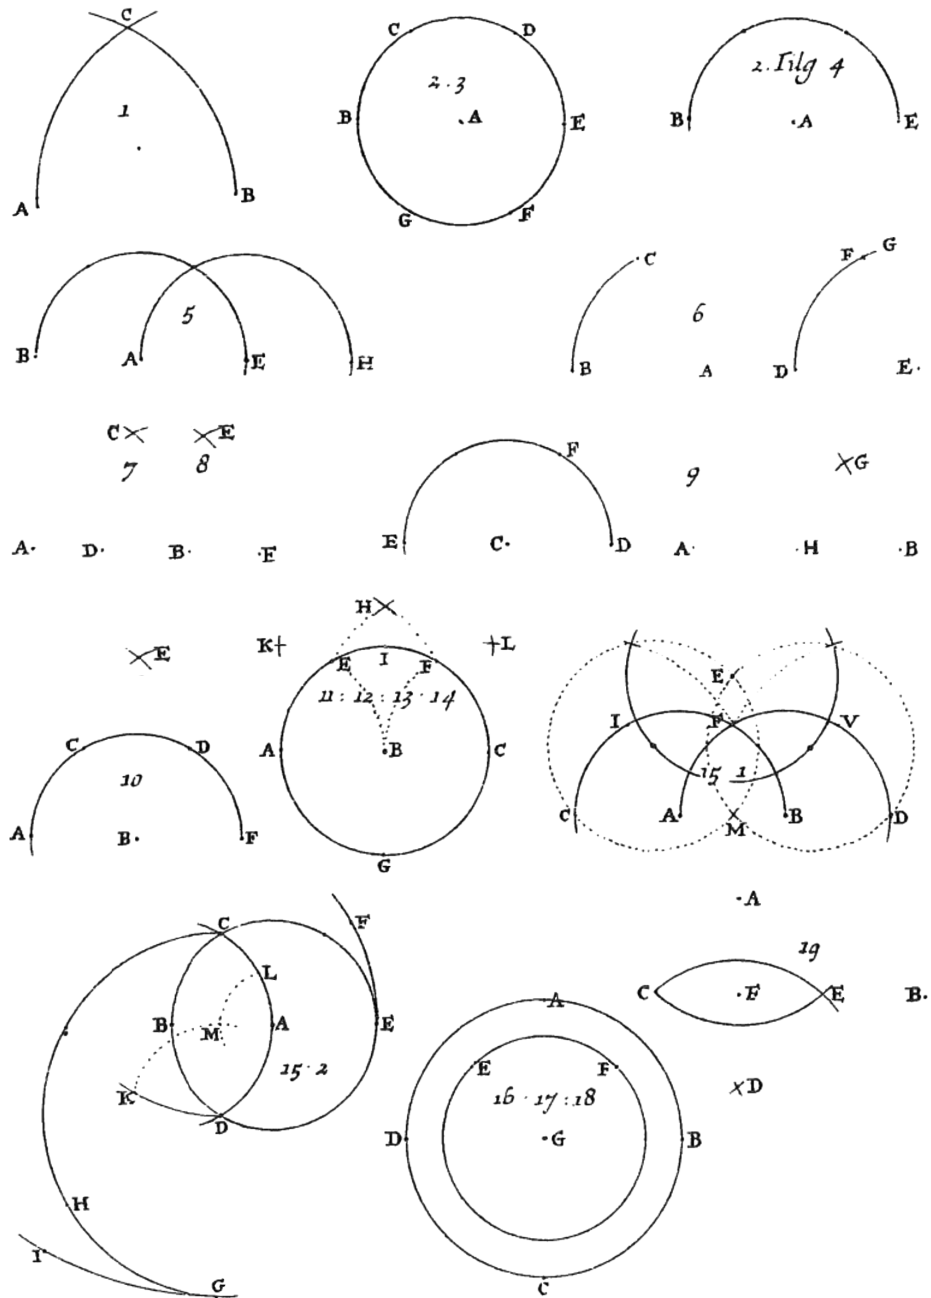 C
1
A B
C D
2.3
B A E
G F
2.Tilg 4
B A E
5
B A E H
C
6
B A
F G
D E
C E
7 8
A D B E
F
9
G
E C D A H B
E
C D
10
A B F
H
K L
E I F
11 : 12 : 13 . 14
A B C
G
E
I F V
15 1
C A B D
M
C F
L
B M A E
15.2
K
D
H
I
G
A
E F
16 . 17 : 18
D G B
C
A
19
C F E B
D